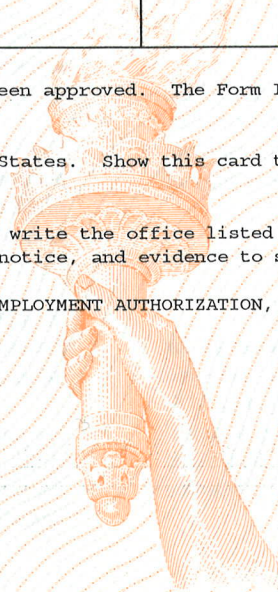 een approved. The Form I
States. Show this card t
write the office listed
notice, and evidence to s
MPLOYMENT AUTHORIZATION,